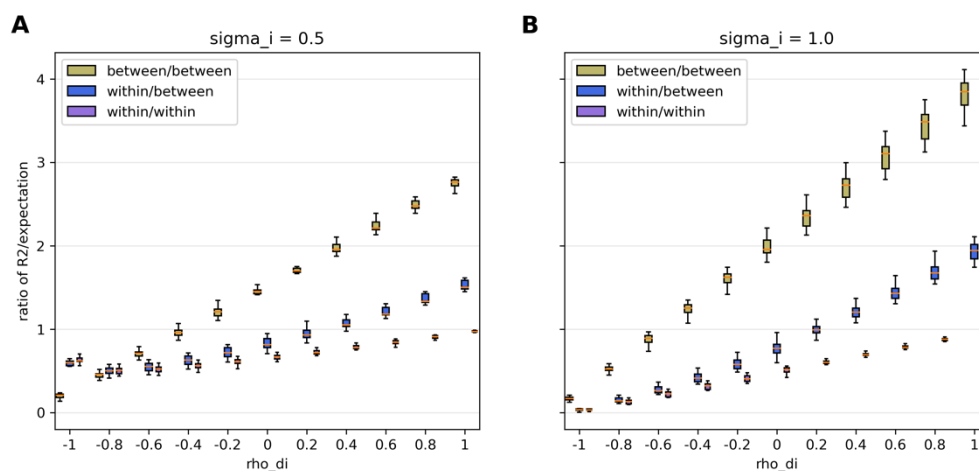 A
sigma_i = 0.5
between/between
within/between
within/within
ratio of R2/expectation
4
3
2
1
0
-1 -0.8 -0.6 -0.4 -0.2 0 0.2 0.4 0.6 0.8 1
rho_di
B
sigma_i = 1.0
between/between
within/between
within/within
-1 -0.8 -0.6 -0.4 -0.2 0 0.2 0.4 0.6 0.8 1
rho_di